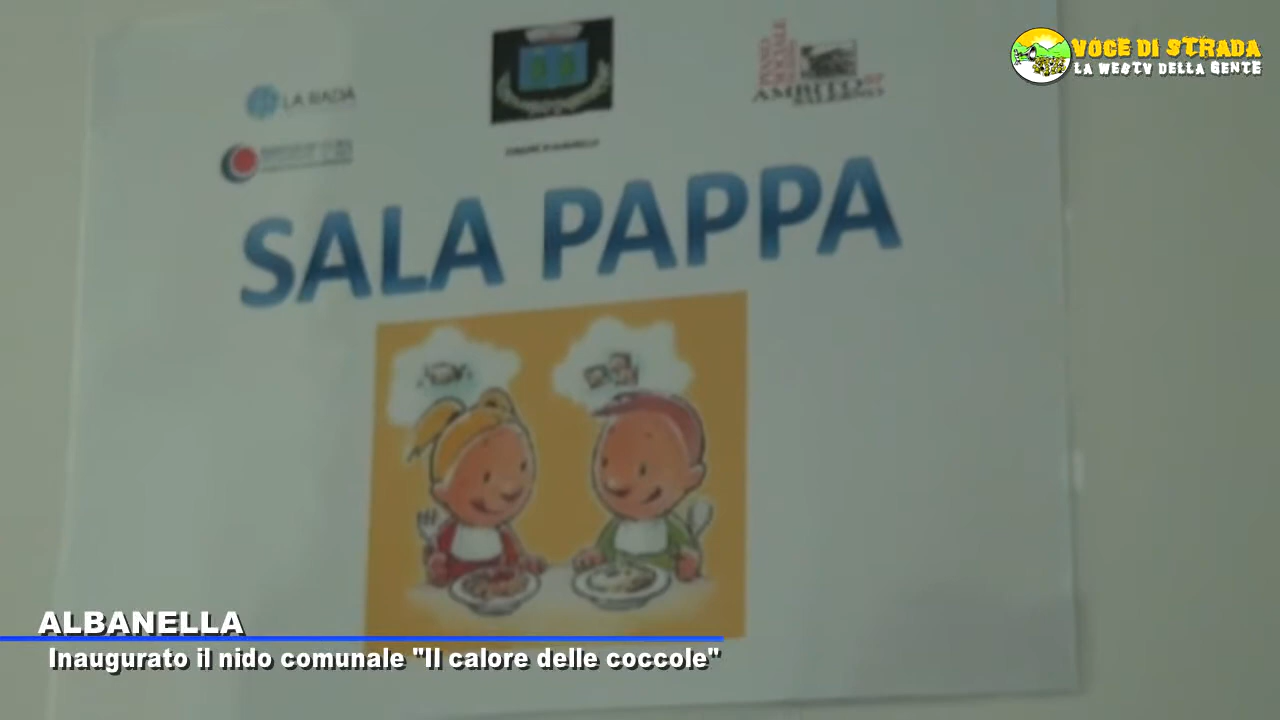 VOCE DI STRADA
LA WEBTV DELLA GENTE
LA RADA
AMBITO
SALA PAPPA
ALBANELLA
Inaugurato il nido comunale "Il calore delle coccole"